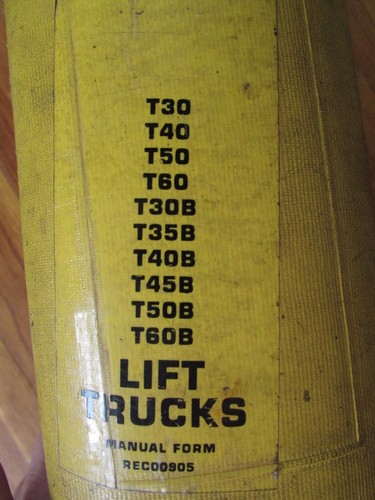 T30
T40
T50
T60
T30B
T35B
T40B
T45B
T50B
T60B
LIFT
TRUCKS
MANUAL FORM
REC00905